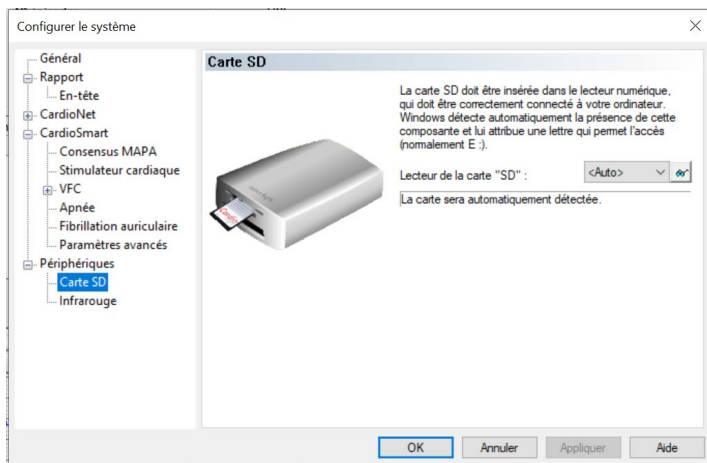 Configurer le système
Général
Rapport
En-tête
CardioNet
CardioSmart
Consensus MAPA
Stimulateur cardiaque
VFC
Apnée
Fibrillation auriculaire
Paramètres avancés
Périphériques
Carte SD
Infrarouge
Carte SD
La carte SD doit être insérée dans le lecteur numérique,
qui doit être correctement connecté à votre ordinateur.
Windows détecte automatiquement la présence de cette
composante et lui attribue une lettre qui permet l'accès
(normalement E :).
Lecteur de la carte "SD" :
<Auto>
La carte sera automatiquement détectée.
Cardio
OK
Annuler
Appliquer
Aide